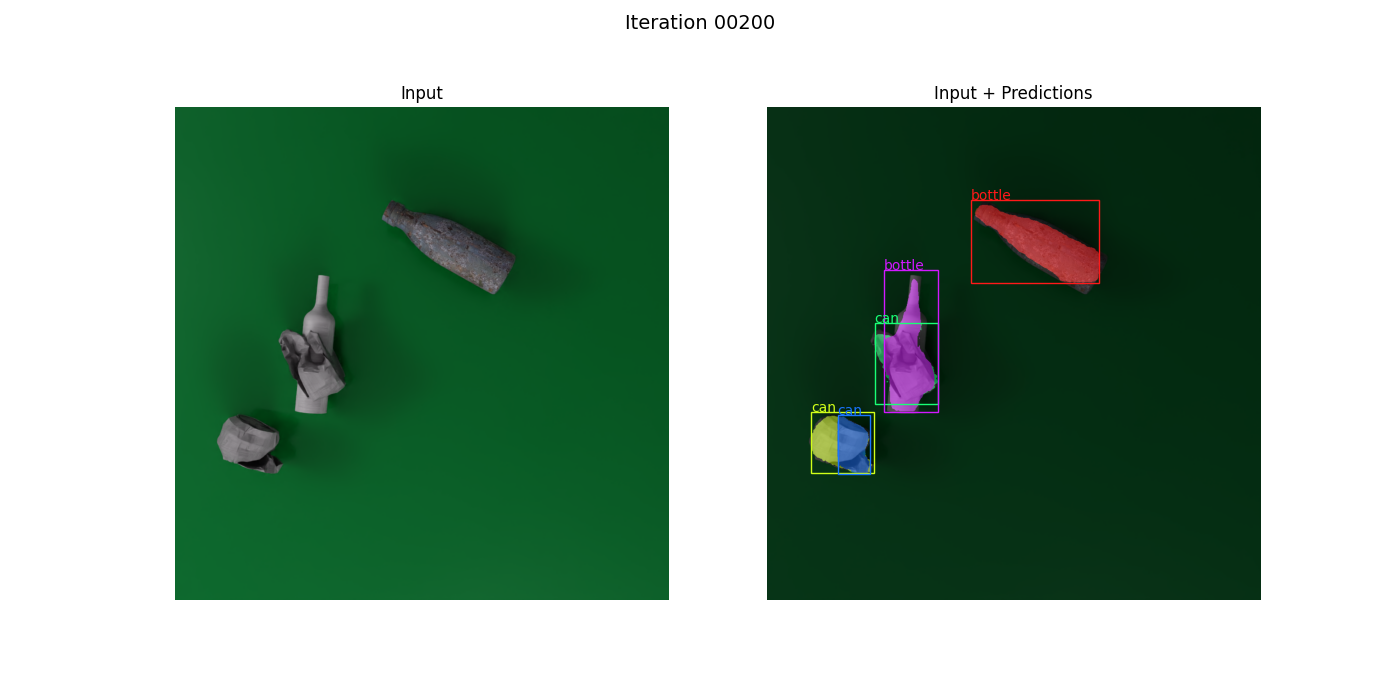 Iteration 00200
Input
Input + Predictions
bottle
bottle
can
can
can